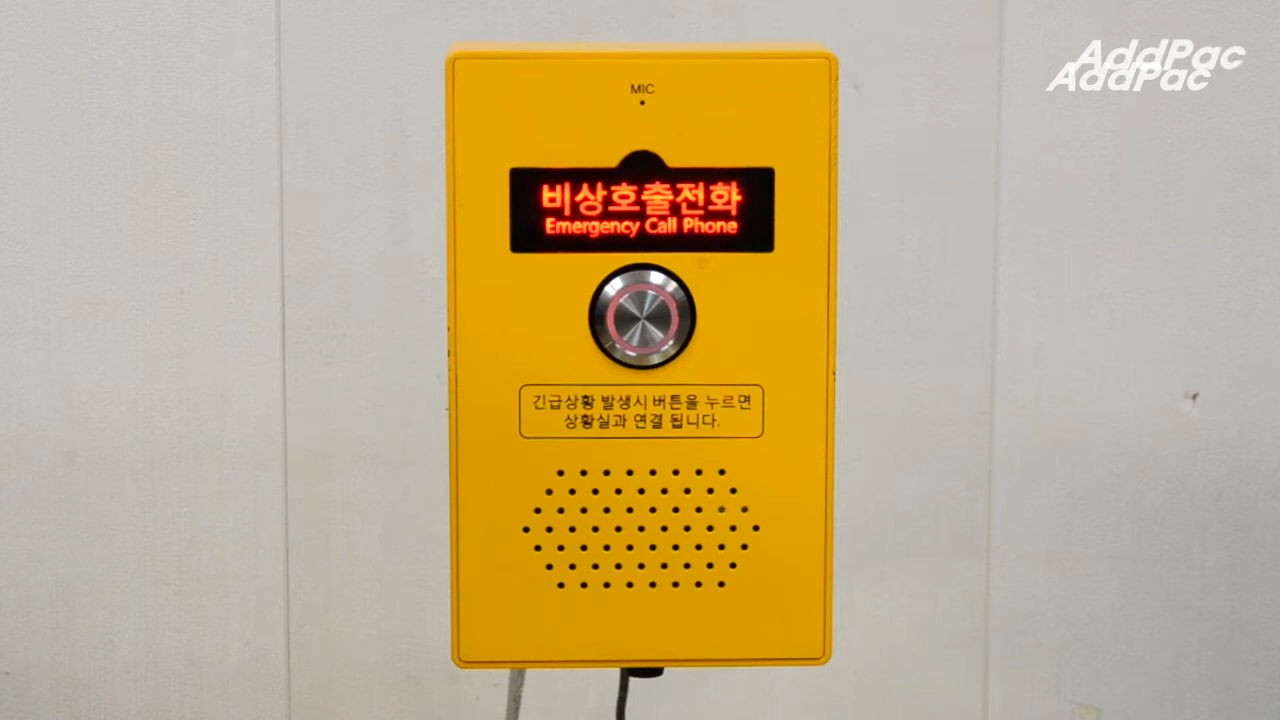 AddPac
AddPac
MIC
비상호출전화
Emergency Call Phone
긴급상황 발생시 버튼을 누르면
상황실과 연결 됩니다.